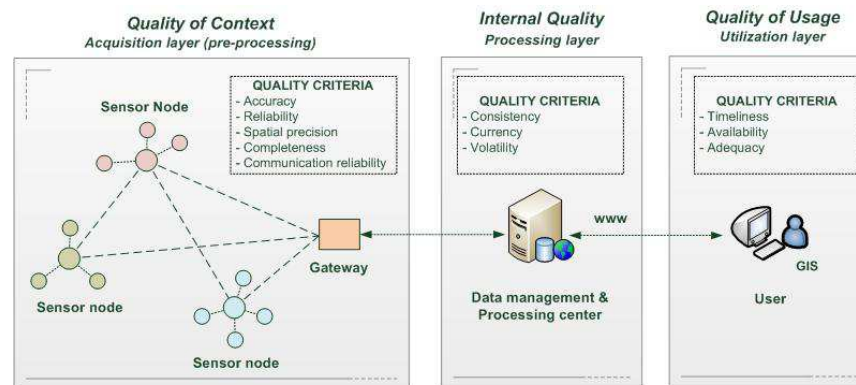 Quality of Context
Acquisition layer (pre-processing)
QUALITY CRITERIA
- Accuracy
- Reliability
- Spatial precision
- Completeness
- Communication reliability
Sensor Node
Sensor node
Sensor node
Gateway
Internal Quality
Processing layer
QUALITY CRITERIA
- Consistency
- Currency
- Volatility
Data management &
Processing center
www
Quality of Usage
Utilization layer
QUALITY CRITERIA
- Timeliness
- Availability
- Adequacy
GIS
User